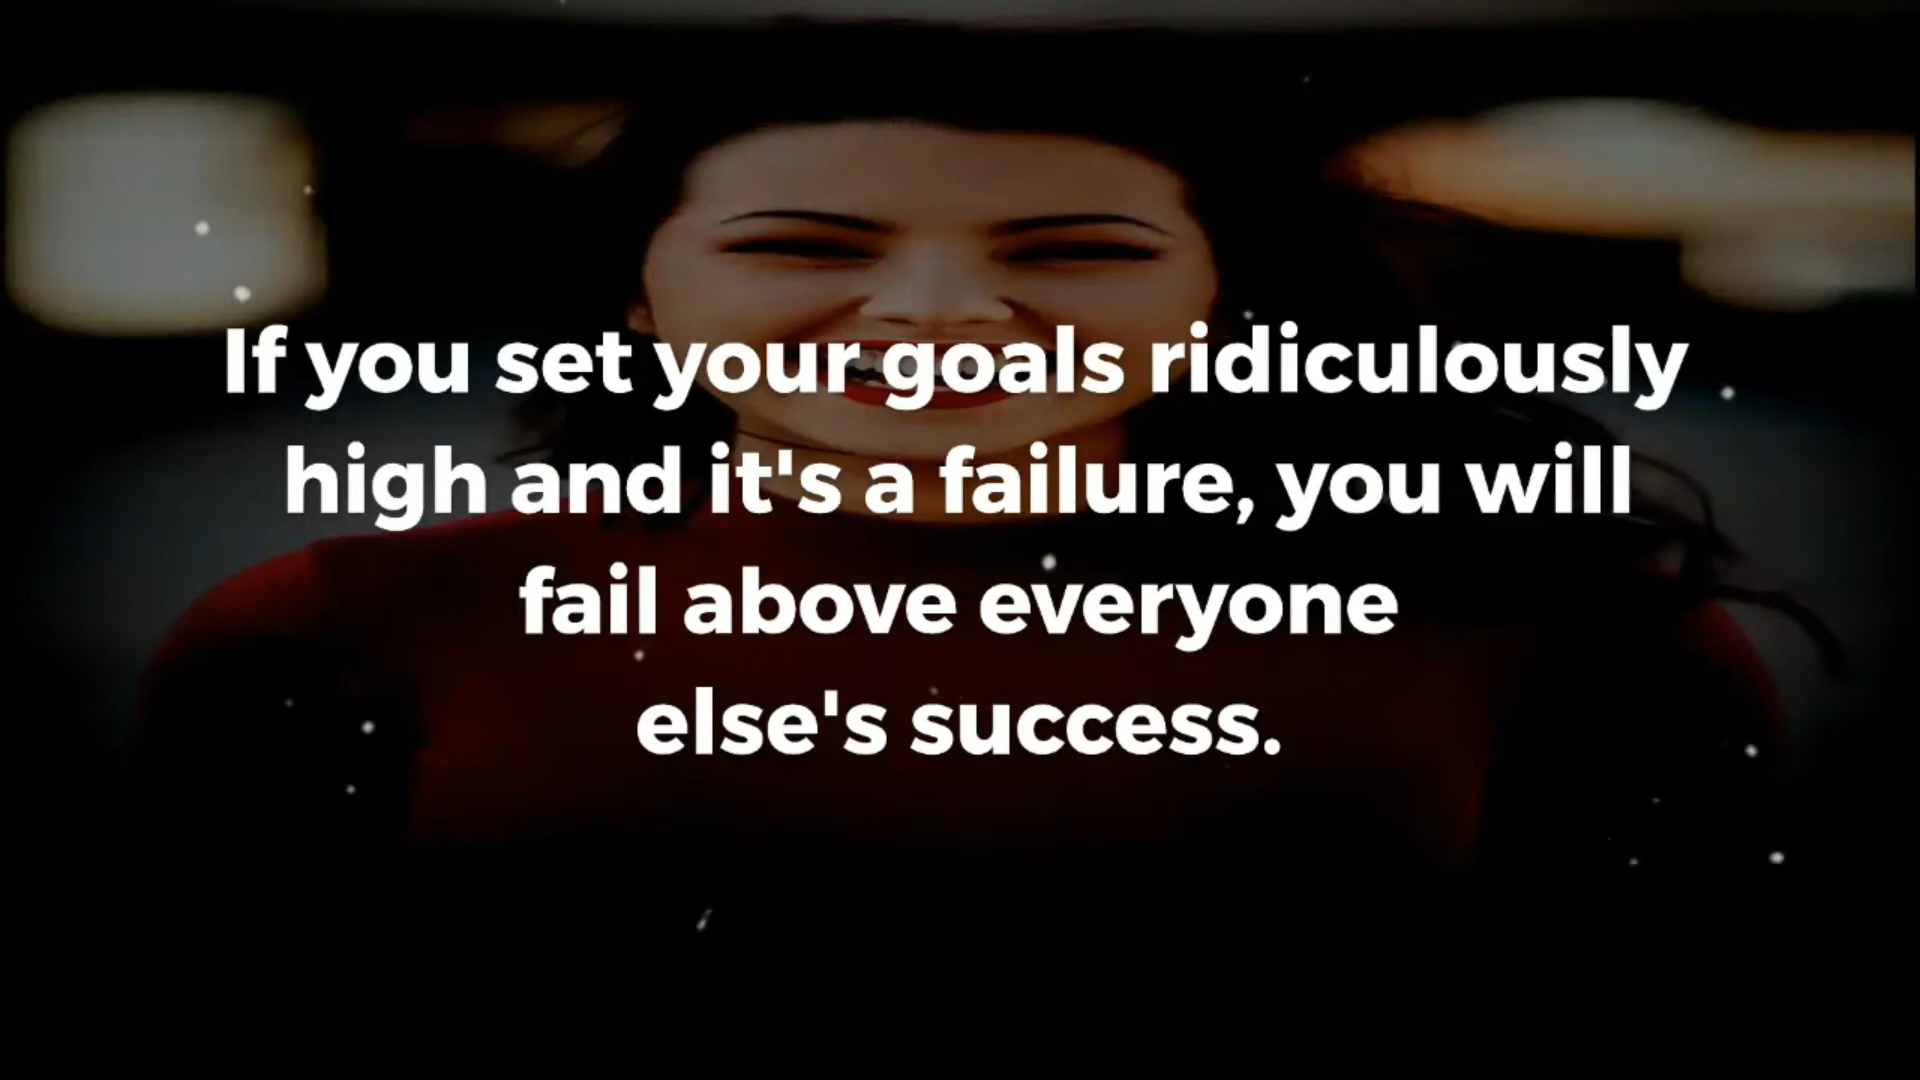 If you set your goals ridiculously
high and it's a failure, you will
fail above everyone
else's success.